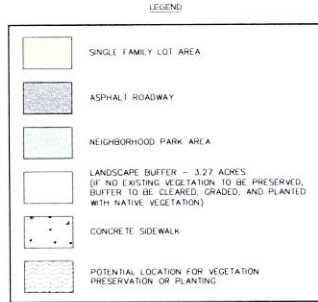 LEGEND
SINGLE FAMILY LOT AREA
ASPHALT ROADWAY
NEIGHBORHOOD PARK AREA
LANDSCAPE BUFFER - 3.27 ACRES
(IF NO EXISTING VEGETATION TO BE PRESERVED,
BUFFER TO BE CLEARED, GRADED, AND PLANTED
WITH NATIVE VEGETATION)
CONCRETE SIDEWALK
POTENTIAL LOCATION FOR VEGETATION
PRESERVATION OR PLANTING